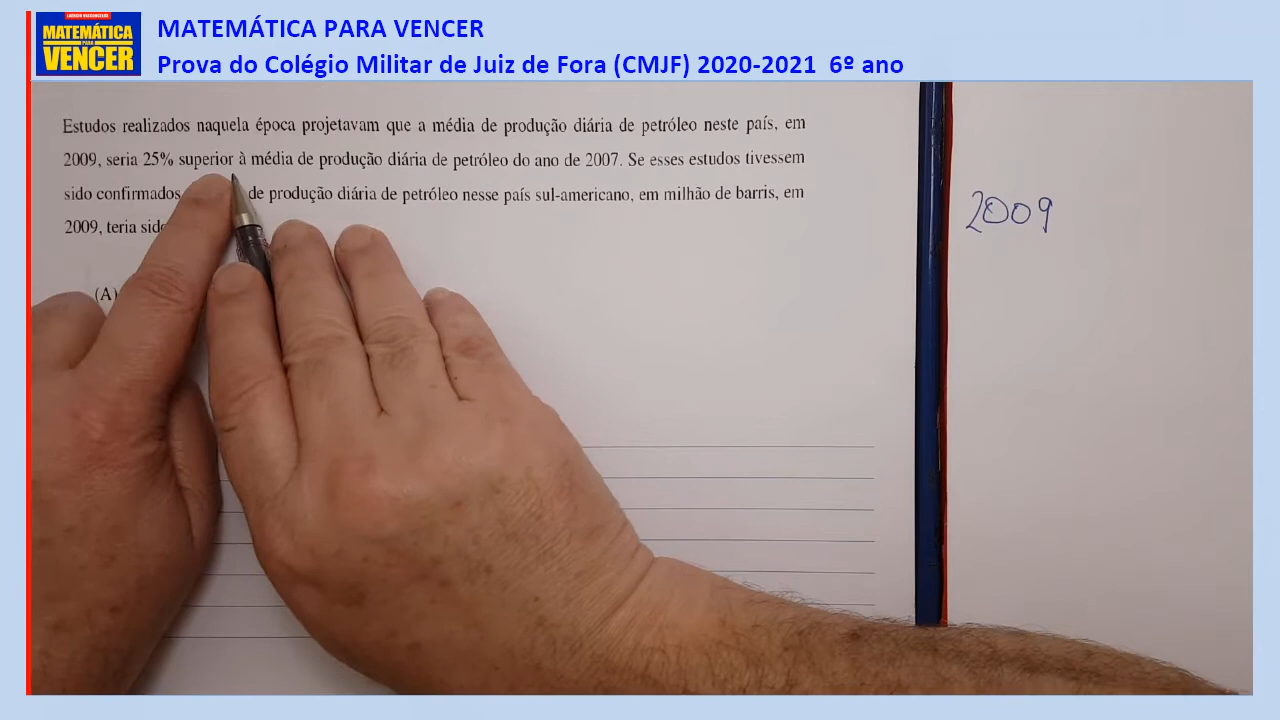 LAÉRCIO VASCONCELOS
MATEMÁTICA
PARA
VENCER
MATEMÁTICA PARA VENCER
Prova do Colégio Militar de Juiz de Fora (CMJF) 2020-2021 6º ano
Estudos realizados naquela época projetavam que a média de produção diária de petróleo neste país, em
2009, seria 25% superior à média de produção diária de petróleo do ano de 2007. Se esses estudos tivessem
sido confirmados de produção diária de petróleo nesse país sul-americano, em milhão de barris, em
2009, teria sido
(A)
2009